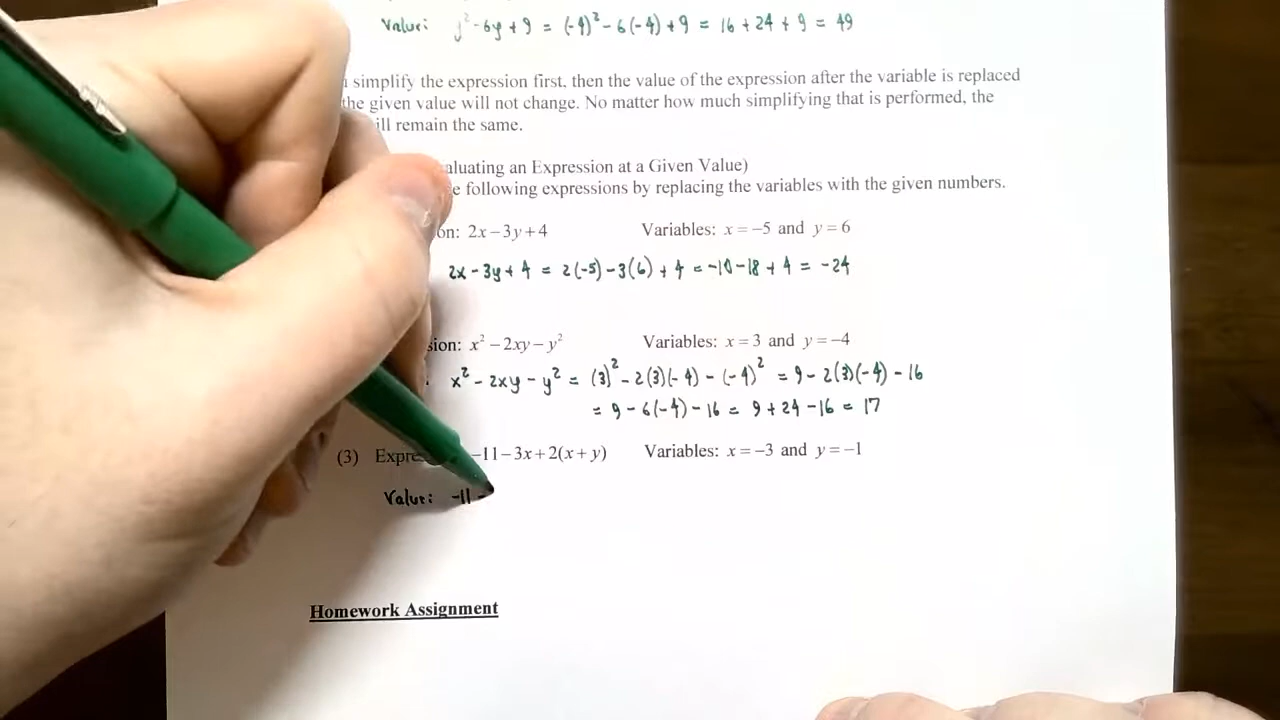 Value: y² - 6y + 9 = (-4)² - 6(-4) + 9 = 16 + 24 + 9 = 49
simplify the expression first, then the value of the expression after the variable is replaced
the given value will not change. No matter how much simplifying that is performed, the
ill remain the same.
aluating an Expression at a Given Value)
e following expressions by replacing the variables with the given numbers.
on: 2x – 3y + 4 Variables: x = –5 and y = 6
2x - 3y + 4 = 2(-5) - 3(6) + 4 = -10 - 18 + 4 = -24
sion: x² – 2xy – y² Variables: x = 3 and y = –4
x² - 2xy - y² = (3)² - 2(3)(-4) - (-4)² = 9 - 2(3)(-4) - 16
= 9 - 6(-4) - 16 = 9 + 24 - 16 = 17
(3) Expre –11 – 3x + 2(x + y) Variables: x = –3 and y = –1
Value: -11 -
Homework Assignment